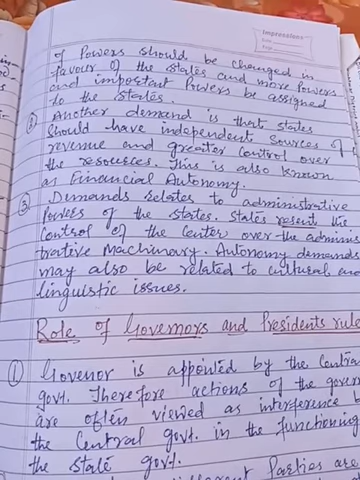 Impressions
of Powers should be changed in
favour of the states and more Powers
and important Powers be assigned
to the states.
② Another demand is that states
should have independent sources of
revenue and greater control over
the resources. This is also known
as Financial Autonomy.
③ Demands relates to administrative
Powers of the states. States resent the
control of the center over the adminis
trative Machinary. Autonomy demands
may also be related to cultural and
linguistic issues.
Role of Governors and Presidents rule
① Govenor is appointed by the Central
govt. Therefore actions of the gover
are often viewed as interference b
the Central govt. in the functioning
the state govt.
different Parties are